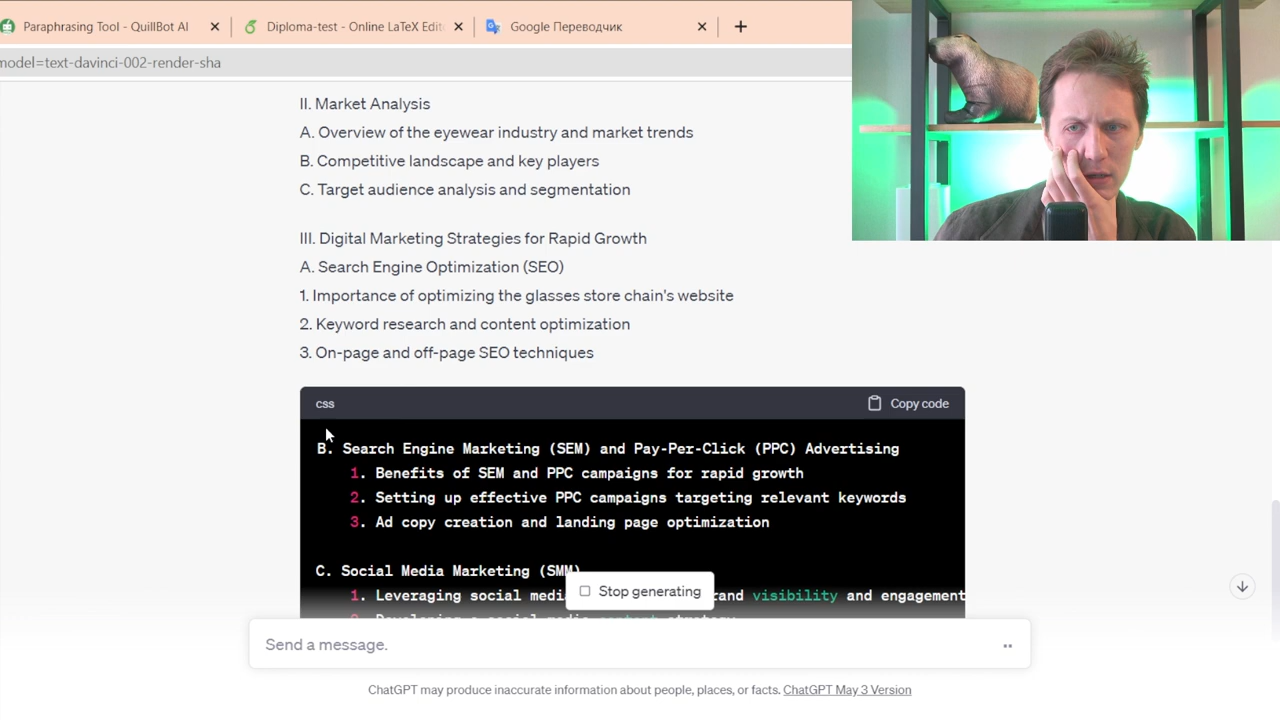 Paraphrasing Tool - QuillBot AI
Diploma-test - Online LaTeX Edit
Google Переводчик
model=text-davinci-002-render-sha
II. Market Analysis
A. Overview of the eyewear industry and market trends
B. Competitive landscape and key players
C. Target audience analysis and segmentation
III. Digital Marketing Strategies for Rapid Growth
A. Search Engine Optimization (SEO)
1. Importance of optimizing the glasses store chain's website
2. Keyword research and content optimization
3. On-page and off-page SEO techniques
css
Copy code
B. Search Engine Marketing (SEM) and Pay-Per-Click (PPC) Advertising
1. Benefits of SEM and PPC campaigns for rapid growth
2. Setting up effective PPC campaigns targeting relevant keywords
3. Ad copy creation and landing page optimization
C. Social Media Marketing (SMM)
1. Leveraging social media rand visibility and engagement
Stop generating
Send a message.
ChatGPT may produce inaccurate information about people, places, or facts. ChatGPT May 3 Version